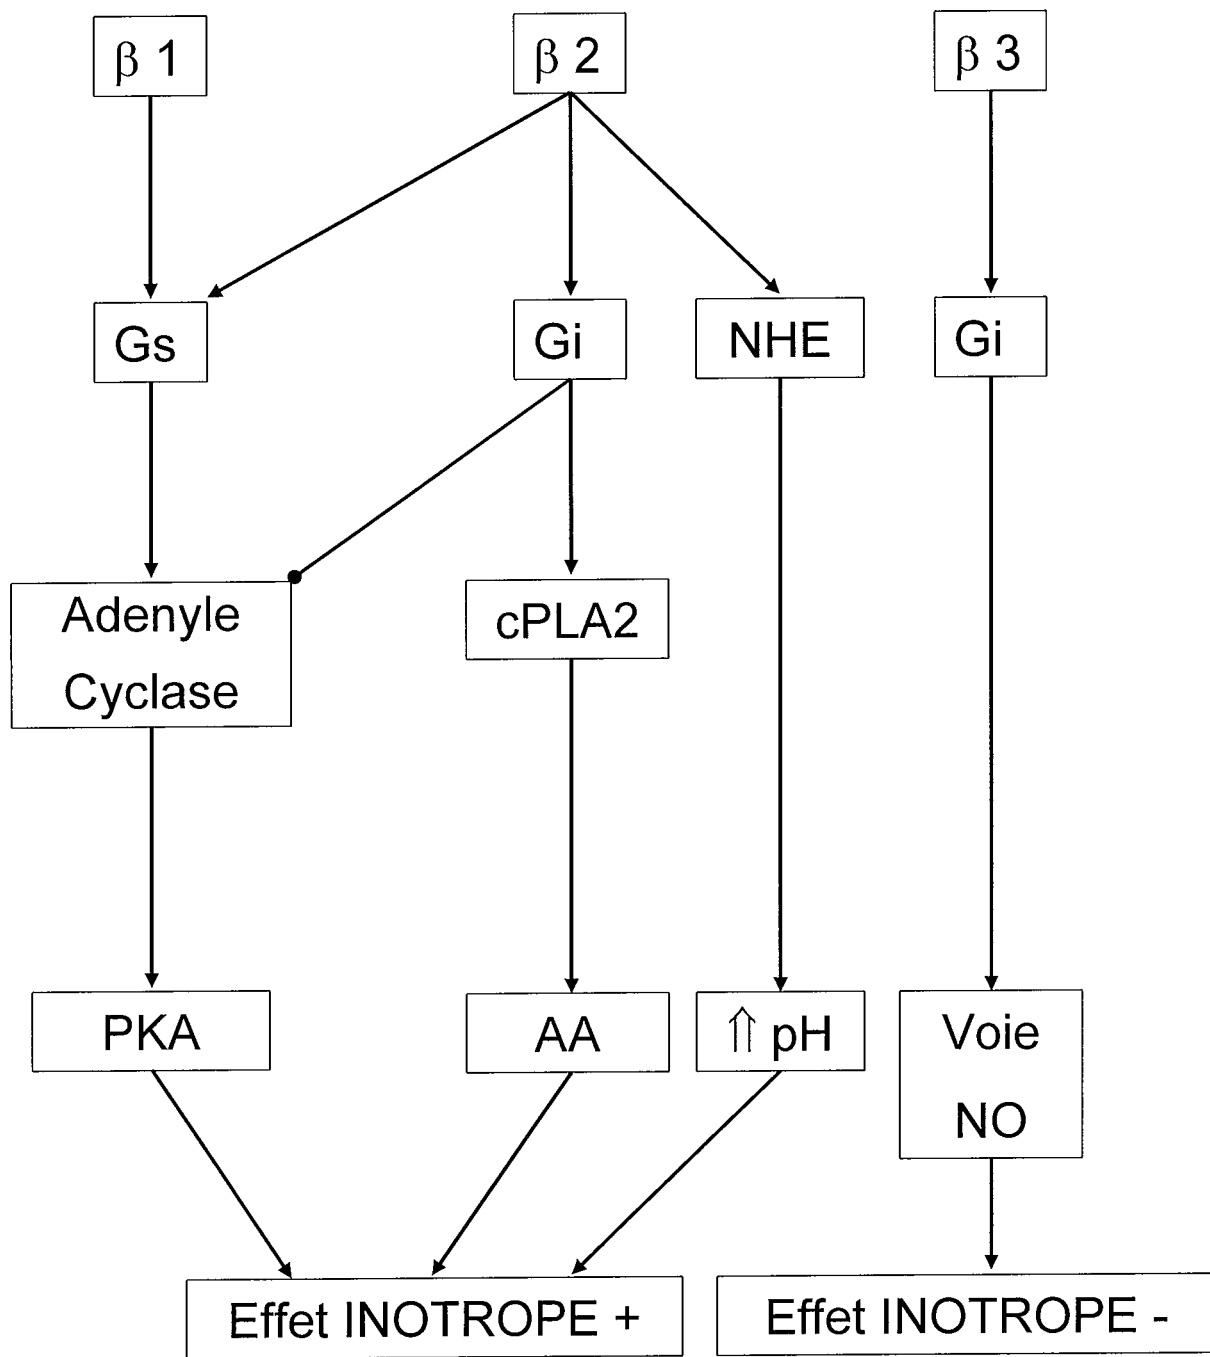 β 1
β 2
β 3
Gs
Gi
NHE
Gi
Adenyle
Cyclase
cPLA2
PKA
AA
⇑ pH
Voie
NO
Effet INOTROPE +
Effet INOTROPE -